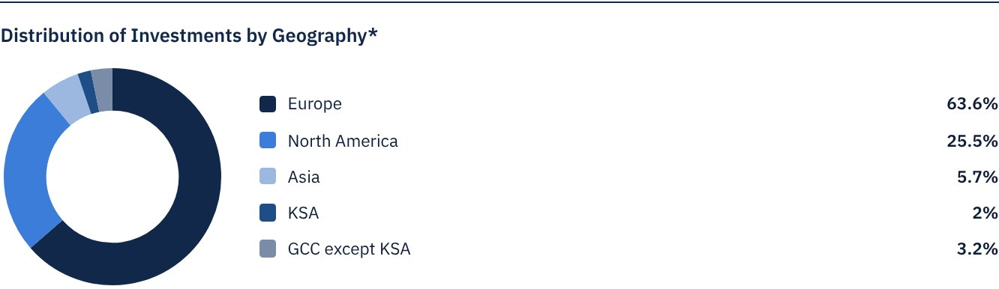 Distribution of Investments by Geography*
Europe 63.6%
North America 25.5%
Asia 5.7%
KSA 2%
GCC except KSA 3.2%